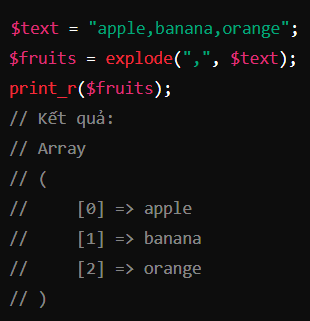 $text = "apple,banana,orange";
$fruits = explode(",", $text);
print_r($fruits);
// Kết quả:
// Array
// (
//     [0] => apple
//     [1] => banana
//     [2] => orange
// )